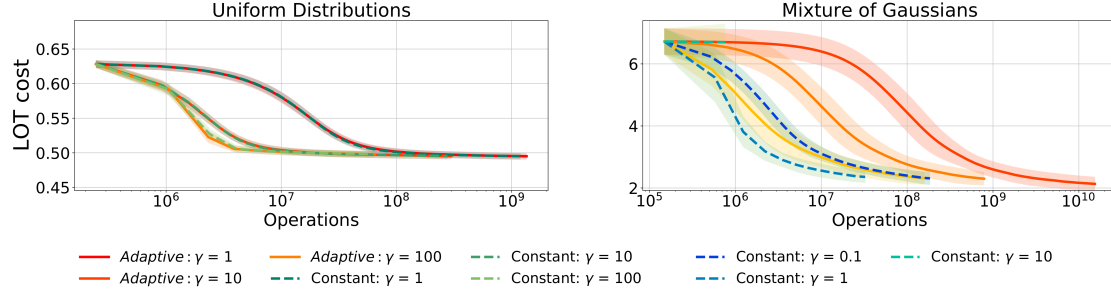 Uniform Distributions
Mixture of Gaussians
LOT cost
0.65
0.60
0.55
0.50
0.45
10^6
10^7
10^8
10^9
Operations
6
4
2
10^5
10^6
10^7
10^8
10^9
10^10
Operations
Adaptive : γ = 1
Adaptive : γ = 10
Adaptive : γ = 100
Constant: γ = 1
Constant: γ = 10
Constant: γ = 100
Constant: γ = 0.1
Constant: γ = 1
Constant: γ = 10